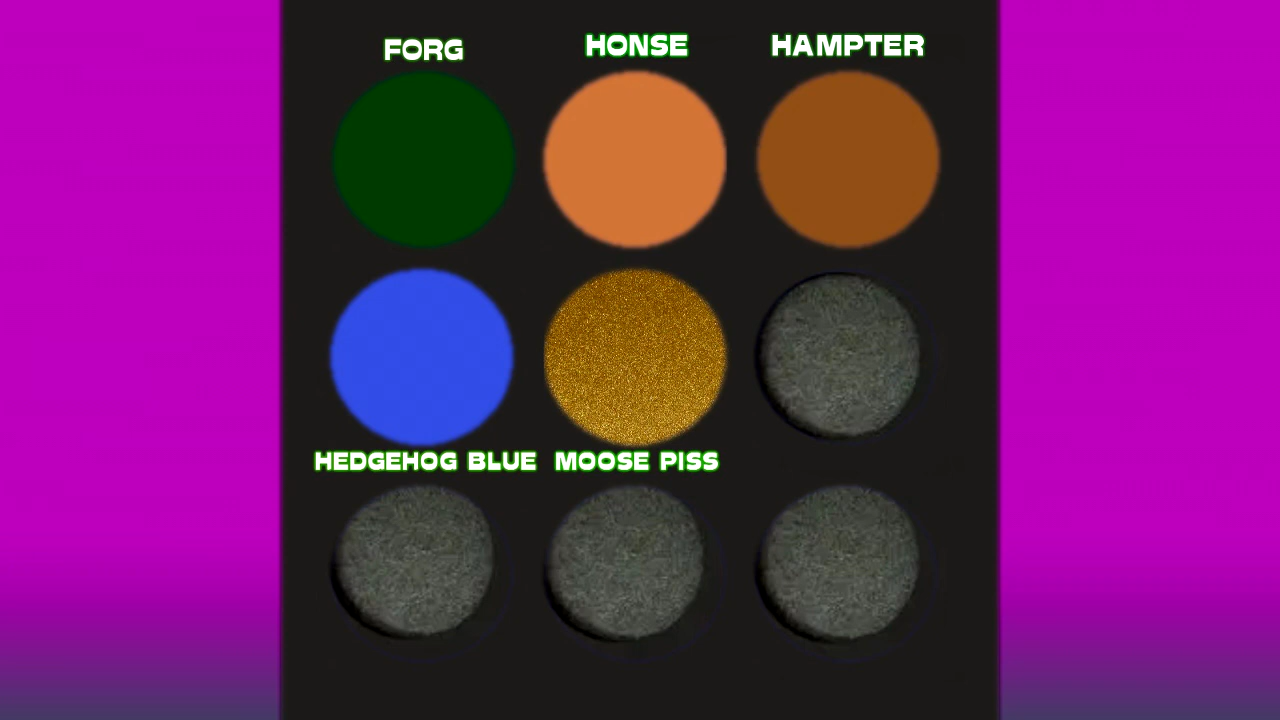 FORG
HONSE
HAMPTER
HEDGEHOG BLUE
MOOSE PISS